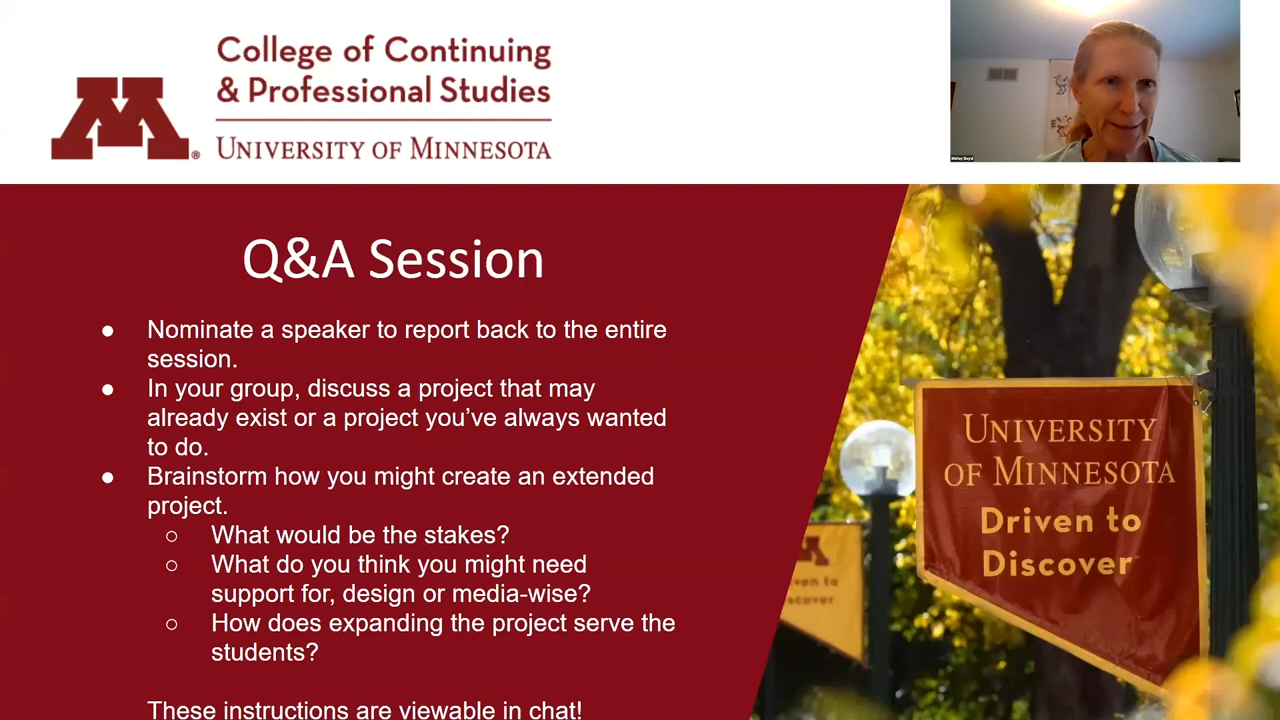 College of Continuing
& Professional Studies
UNIVERSITY OF MINNESOTA
Q&A Session
● Nominate a speaker to report back to the entire
session.
● In your group, discuss a project that may
already exist or a project you’ve always wanted
to do.
● Brainstorm how you might create an extended
project.
○ What would be the stakes?
○ What do you think you might need
support for, design or media-wise?
○ How does expanding the project serve the
students?
These instructions are viewable in chat!
UNIVERSITY
OF MINNESOTA
Driven to
Discover